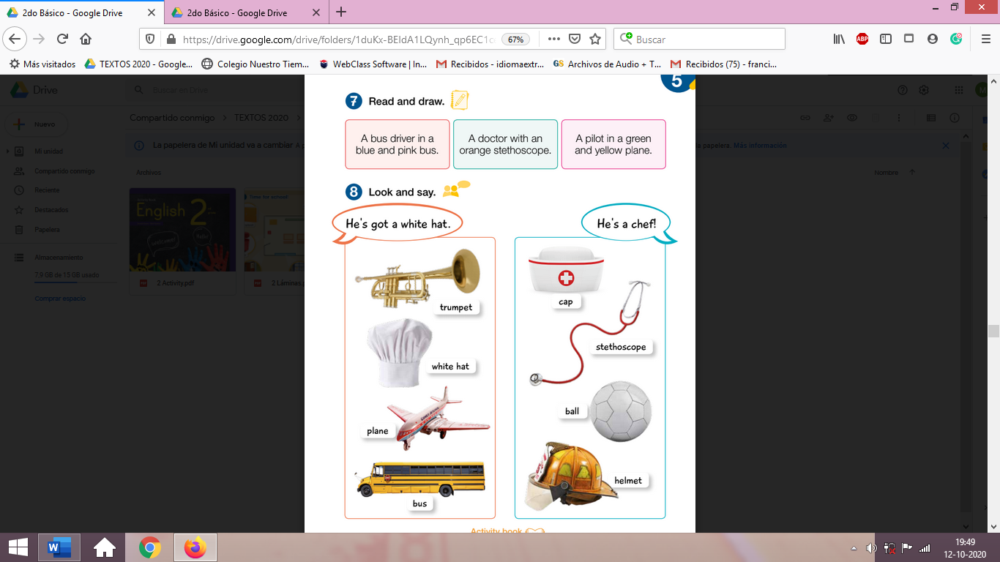 2do Básico - Google Drive
2do Básico - Google Drive
https://drive.google.com/drive/folders/1duKx-BEIdA1LQynh_qp6EC1
67%
Buscar
ABP
Más visitados
TEXTOS 2020 - Google...
Colegio Nuestro Tiem...
WebClass Software | In...
Recibidos - idiomaextr...
GS Archivos de Audio + T...
Recibidos (75) - franci...
Drive
Buscar en Drive
Nuevo
Compartido conmigo > TEXTOS 2020 >
La papelera de Mi unidad va a cambiar
papelera. Más información
Mi unidad
Compartido conmigo
Reciente
Destacados
Papelera
Almacenamiento
7,9 GB de 15 GB usado
Comprar espacio
Archivos
Nombre
English 2
2 Activity.pdf
Time for school!
2 Láminas.p
5
7 Read and draw.
A bus driver in a
blue and pink bus.
A doctor with an
orange stethoscope.
A pilot in a green
and yellow plane.
8 Look and say.
He's got a white hat.
He's a chef!
trumpet
white hat
plane
bus
cap
stethoscope
ball
helmet
Activity book
19:49
12-10-2020